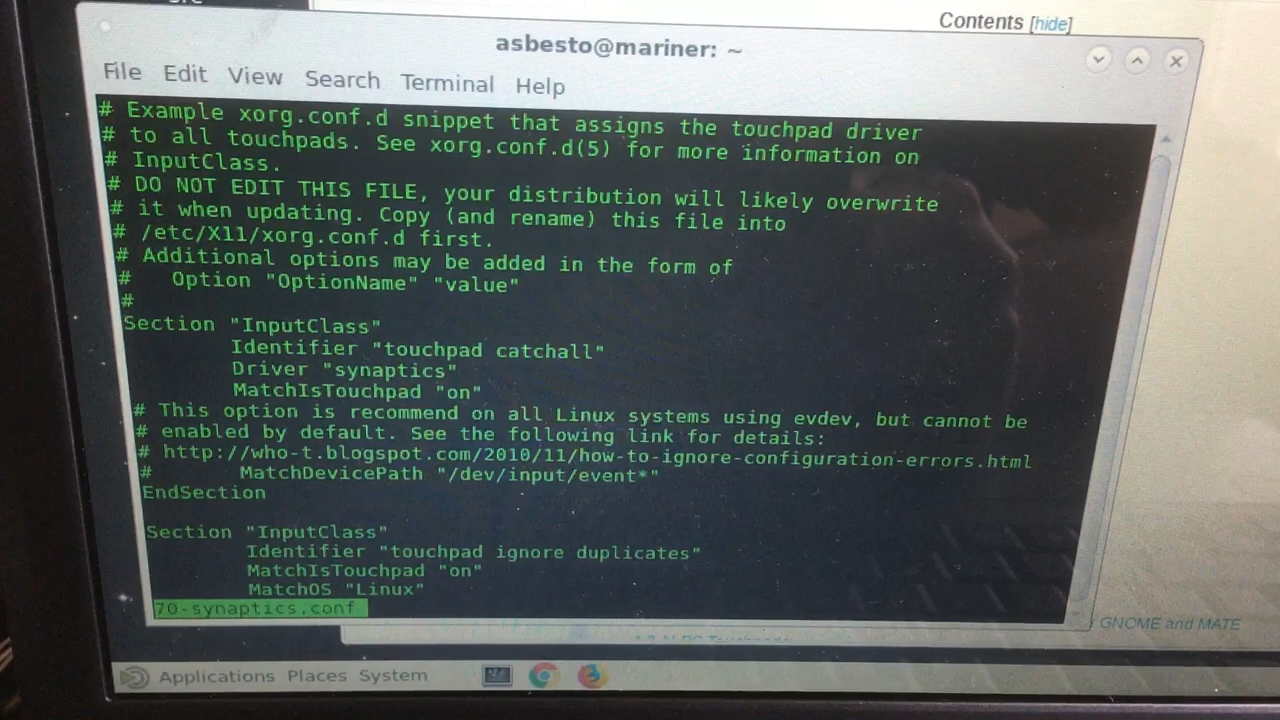 Contents [hide]
asbesto@mariner: ~
File Edit View Search Terminal Help
# Example xorg.conf.d snippet that assigns the touchpad driver
# to all touchpads. See xorg.conf.d(5) for more information on
# InputClass.
# DO NOT EDIT THIS FILE, your distribution will likely overwrite
# it when updating. Copy (and rename) this file into
# /etc/X11/xorg.conf.d first.
# Additional options may be added in the form of
#   Option "OptionName" "value"
#
Section "InputClass"
        Identifier "touchpad catchall"
        Driver "synaptics"
        MatchIsTouchpad "on"
# This option is recommend on all Linux systems using evdev, but cannot be
# enabled by default. See the following link for details:
# http://who-t.blogspot.com/2010/11/how-to-ignore-configuration-errors.html
#       MatchDevicePath "/dev/input/event*"
EndSection
Section "InputClass"
        Identifier "touchpad ignore duplicates"
        MatchIsTouchpad "on"
        MatchOS "Linux"
70-synaptics.conf
GNOME and MATE
Applications Places System